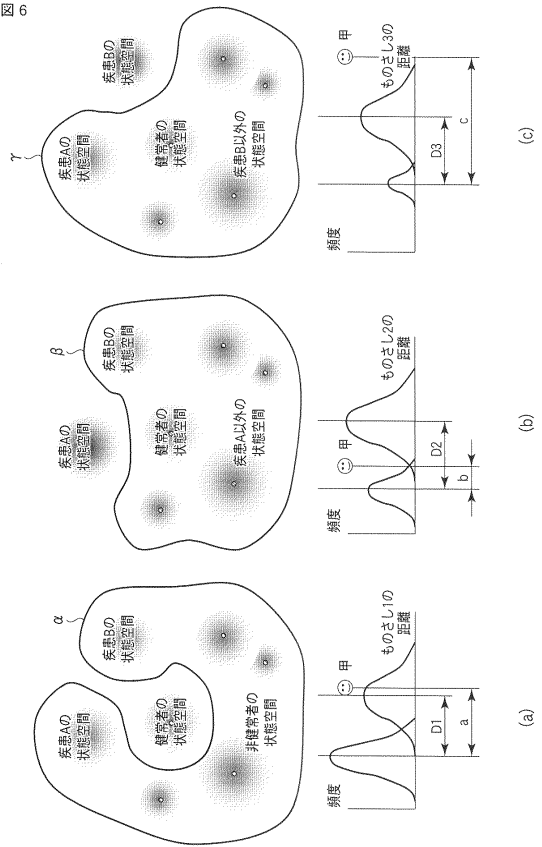 図 6
α
疾患Aの
状態空間
疾患Bの
状態空間
健常者の
状態空間
非健常者の
状態空間
頻度
甲
ものさし1の
距離
D1
a
(a)
β
疾患Aの
状態空間
疾患Bの
状態空間
健常者の
状態空間
疾患A以外の
状態空間
頻度
甲
ものさし2の
距離
D2
b
(b)
γ
疾患Aの
状態空間
疾患Bの
状態空間
健常者の
状態空間
疾患B以外の
状態空間
頻度
甲
ものさし3の
距離
D3
c
(c)